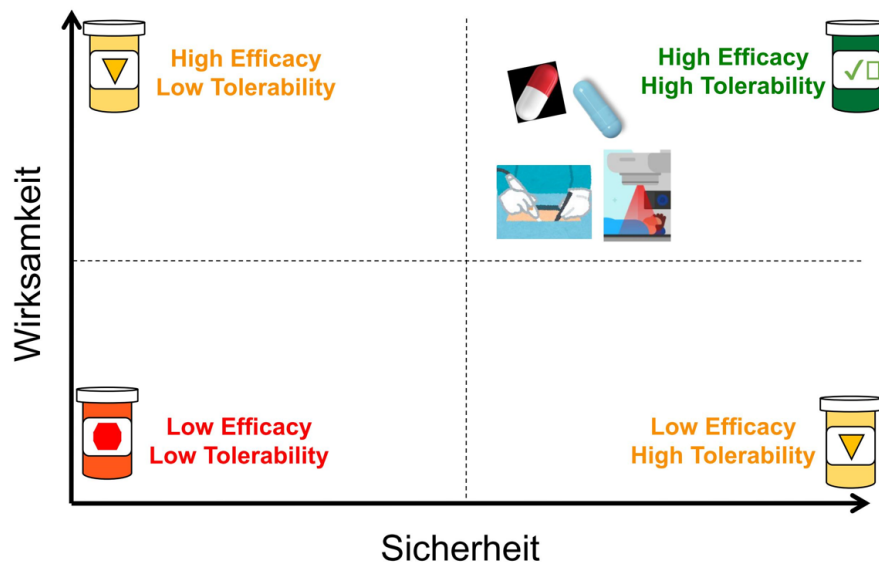 High Efficacy
Low Tolerability
High Efficacy
High Tolerability
Wirksamkeit
Low Efficacy
Low Tolerability
Low Efficacy
High Tolerability
Sicherheit